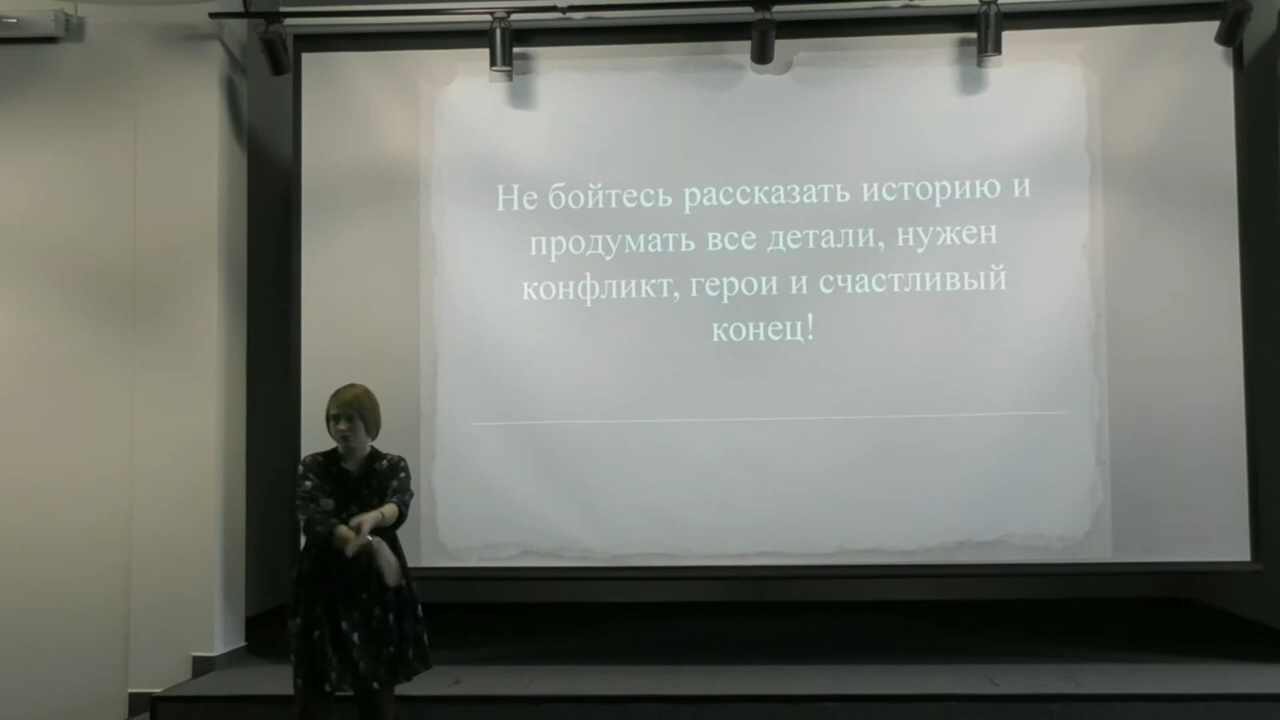 Не бойтесь рассказать историю и
продумать все детали, нужен
конфликт, герои и счастливый
конец!